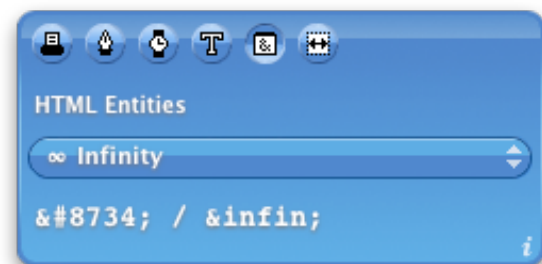 T &
HTML Entities
∞ Infinity
&#8734; / &infin;
i